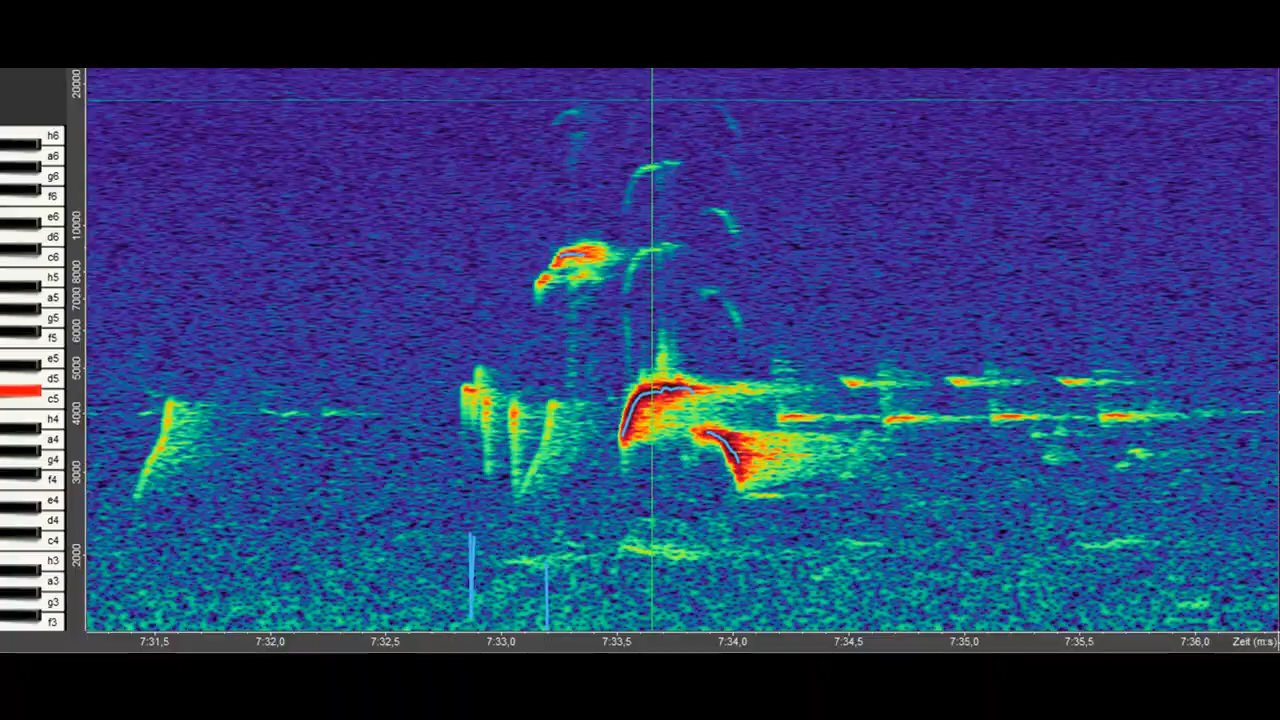 20000
10000
8000
7000
6000
5000
4000
3000
2000
h6
a6
g6
f6
e6
d6
c6
h5
a5
g5
f5
e5
d5
c5
h4
a4
g4
f4
e4
d4
c4
h3
a3
g3
f3
7:31,5 7:32,0 7:32,5 7:33,0 7:33,5 7:34,0 7:34,5 7:35,0 7:35,5 7:36,0 Zeit (m:s)